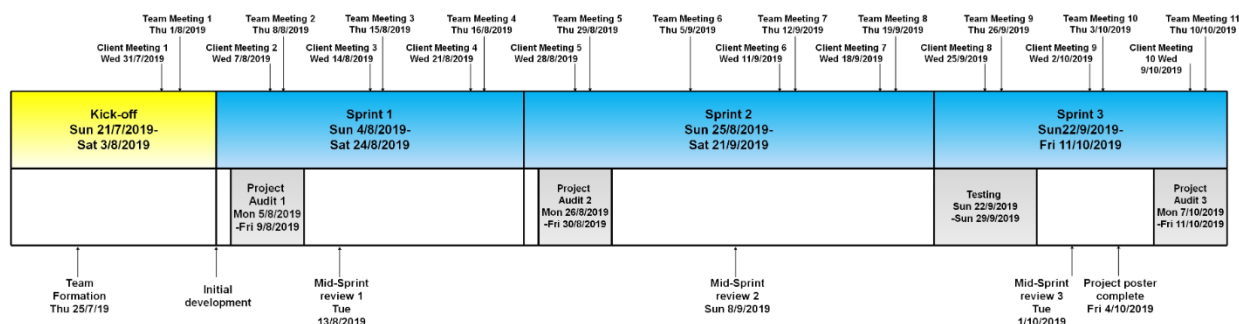 Team Meeting 1
Thu 1/8/2019
Team Meeting 2
Thu 8/8/2019
Team Meeting 3
Thu 15/8/2019
Team Meeting 4
Thu 16/8/2019
Team Meeting 5
Thu 29/8/2019
Team Meeting 6
Thu 5/9/2019
Team Meeting 7
Thu 12/9/2019
Team Meeting 8
Thu 19/9/2019
Team Meeting 9
Thu 26/9/2019
Team Meeting 10
Thu 3/10/2019
Team Meeting 11
Thu 10/10/2019
Client Meeting 1
Wed 31/7/2019
Client Meeting 2
Wed 7/8/2019
Client Meeting 3
Wed 14/8/2019
Client Meeting 4
Wed 21/8/2019
Client Meeting 5
Wed 28/8/2019
Client Meeting 6
Wed 11/9/2019
Client Meeting 7
Wed 18/9/2019
Client Meeting 8
Wed 25/9/2019
Client Meeting 9
Wed 2/10/2019
Client Meeting
10 Wed
9/10/2019
Kick-off
Sun 21/7/2019-
Sat 3/8/2019
Sprint 1
Sun 4/8/2019-
Sat 24/8/2019
Sprint 2
Sun 25/8/2019-
Sat 21/9/2019
Sprint 3
Sun22/9/2019-
Fri 11/10/2019
Project
Audit 1
Mon 5/8/2019
-Fri 9/8/2019
Project
Audit 2
Mon 26/8/2019
-Fri 30/8/2019
Testing
Sun 22/9/2019
-Sun 29/9/2019
Project
Audit 3
Mon 7/10/2019
-Fri 11/10/2019
Team
Formation
Thu 25/7/19
Initial
development
Mid-Sprint
review 1
Tue
13/8/2019
Mid-Sprint
review 2
Sun 8/9/2019
Mid-Sprint
review 3
Tue
1/10/2019
Project poster
complete
Fri 4/10/2019